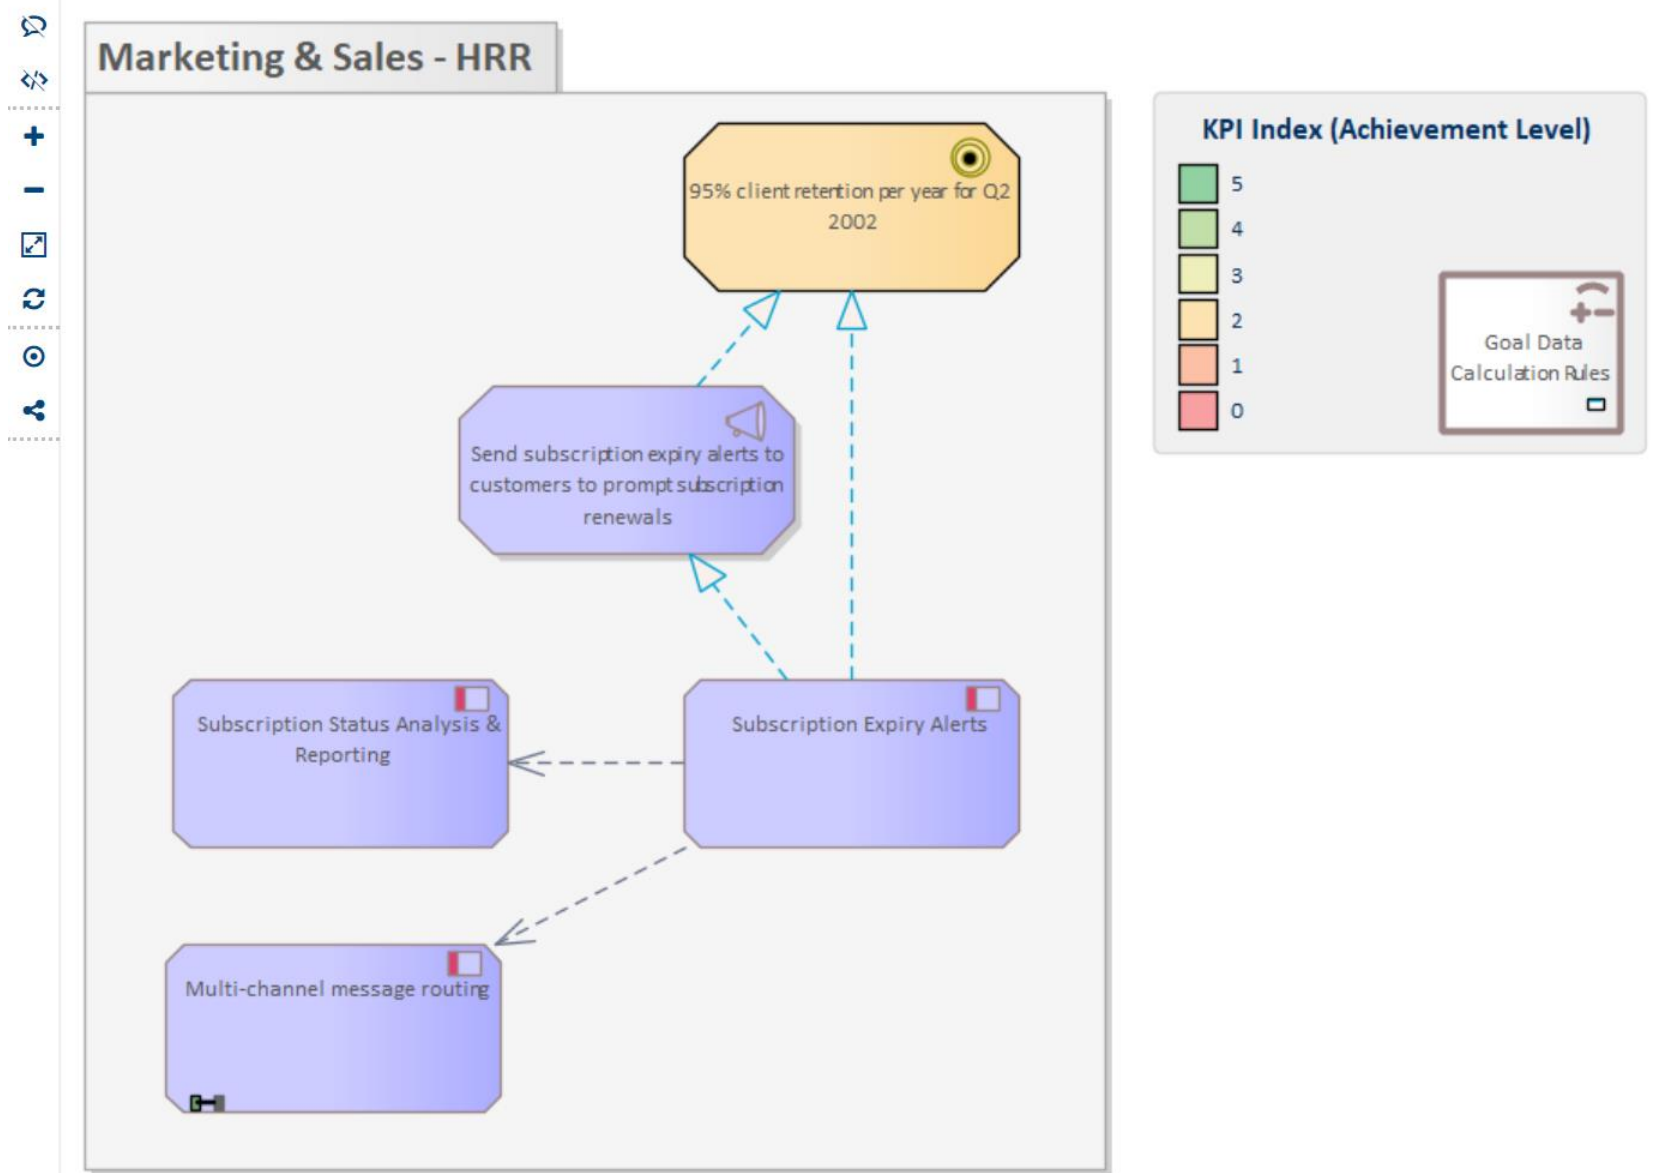 Marketing & Sales - HRR
95% client retention per year for Q2
2002
Send subscription expiry alerts to
customers to prompt subscription
renewals
Subscription Status Analysis &
Reporting
Subscription Expiry Alerts
Multi-channel message routing
KPI Index (Achievement Level)
5
4
3
2
1
0
Goal Data
Calculation Rules